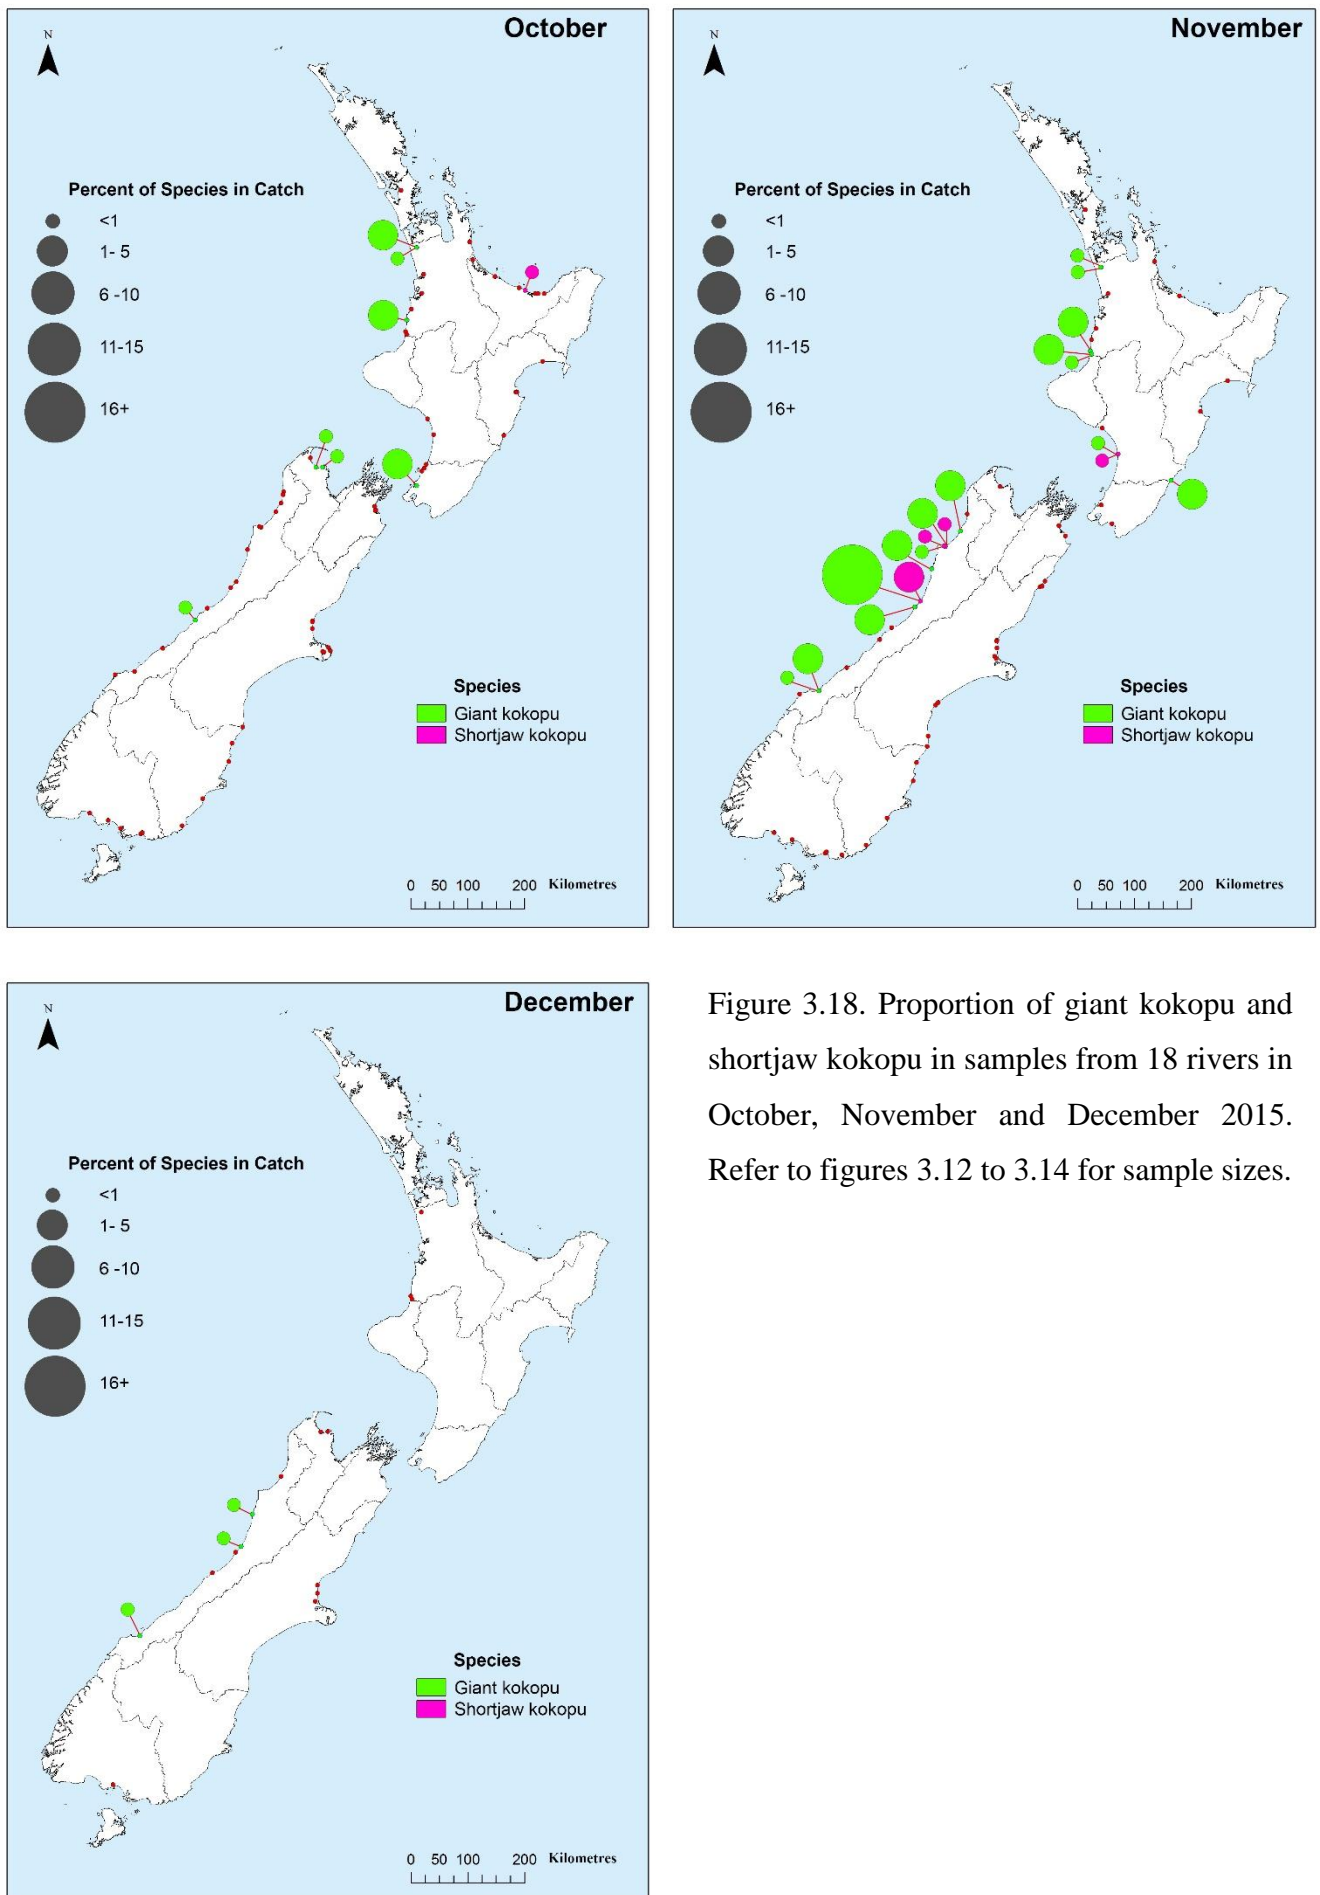 October
N
Percent of Species in Catch
<1
1- 5
6 -10
11-15
16+
Species
Giant kokopu
Shortjaw kokopu
0 50 100 200 Kilometres
November
N
Percent of Species in Catch
<1
1- 5
6 -10
11-15
16+
Species
Giant kokopu
Shortjaw kokopu
0 50 100 200 Kilometres
December
N
Percent of Species in Catch
<1
1- 5
6 -10
11-15
16+
Species
Giant kokopu
Shortjaw kokopu
0 50 100 200 Kilometres
Figure 3.18. Proportion of giant kokopu and
shortjaw kokopu in samples from 18 rivers in
October, November and December 2015.
Refer to figures 3.12 to 3.14 for sample sizes.